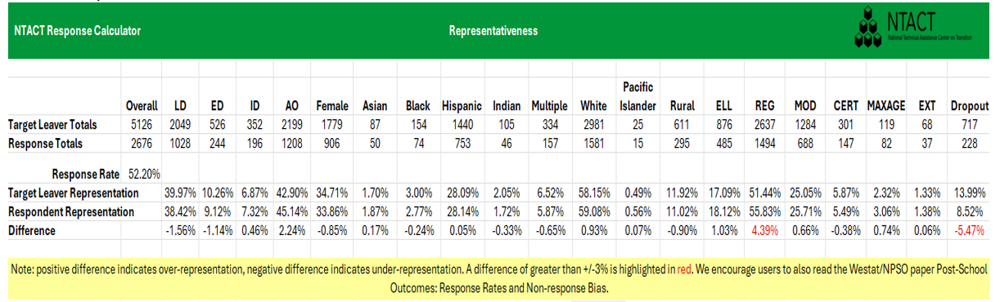 NTACT Response Calculator Representativeness NTACT
National Technical Assistance Center on Transition
Pacific
Overall LD ED ID AO Female Asian Black Hispanic Indian Multiple White Islander Rural ELL REG MOD CERT MAXAGE EXT Dropout
Target Leaver Totals 5126 2049 526 352 2199 1779 87 154 1440 105 334 2981 25 611 876 2637 1284 301 119 68 717
Response Totals 2676 1028 244 196 1208 906 50 74 753 46 157 1581 15 295 485 1494 688 147 82 37 228
Response Rate 52.20%
Target Leaver Representation 39.97% 10.26% 6.87% 42.90% 34.71% 1.70% 3.00% 28.09% 2.05% 6.52% 58.15% 0.49% 11.92% 17.09% 51.44% 25.05% 5.87% 2.32% 1.33% 13.99%
Respondent Representation 38.42% 9.12% 7.32% 45.14% 33.86% 1.87% 2.77% 28.14% 1.72% 5.87% 59.08% 0.56% 11.02% 18.12% 55.83% 25.71% 5.49% 3.06% 1.38% 8.52%
Difference -1.56% -1.14% 0.46% 2.24% -0.85% 0.17% -0.24% 0.05% -0.33% -0.65% 0.93% 0.07% -0.90% 1.03% 4.39% 0.66% -0.38% 0.74% 0.06% -5.47%
Note: positive difference indicates over-representation, negative difference indicates under-representation. A difference of greater than +/-3% is highlighted in red. We encourage users to also read the Westat/NPSO paper Post-School
Outcomes: Response Rates and Non-response Bias.